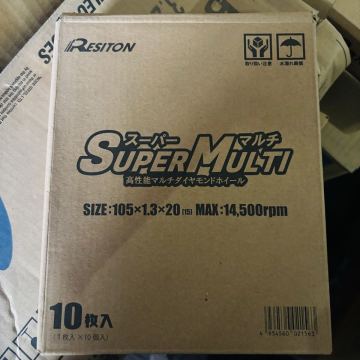 RESITON
取り扱い注意 水濡れ厳禁
スーパー マルチ
SUPER MULTI
高性能マルチダイヤモンドホイール
SIZE:105×1.3×20 [15] MAX:14,500rpm
10枚入
(1枚入×10個入)